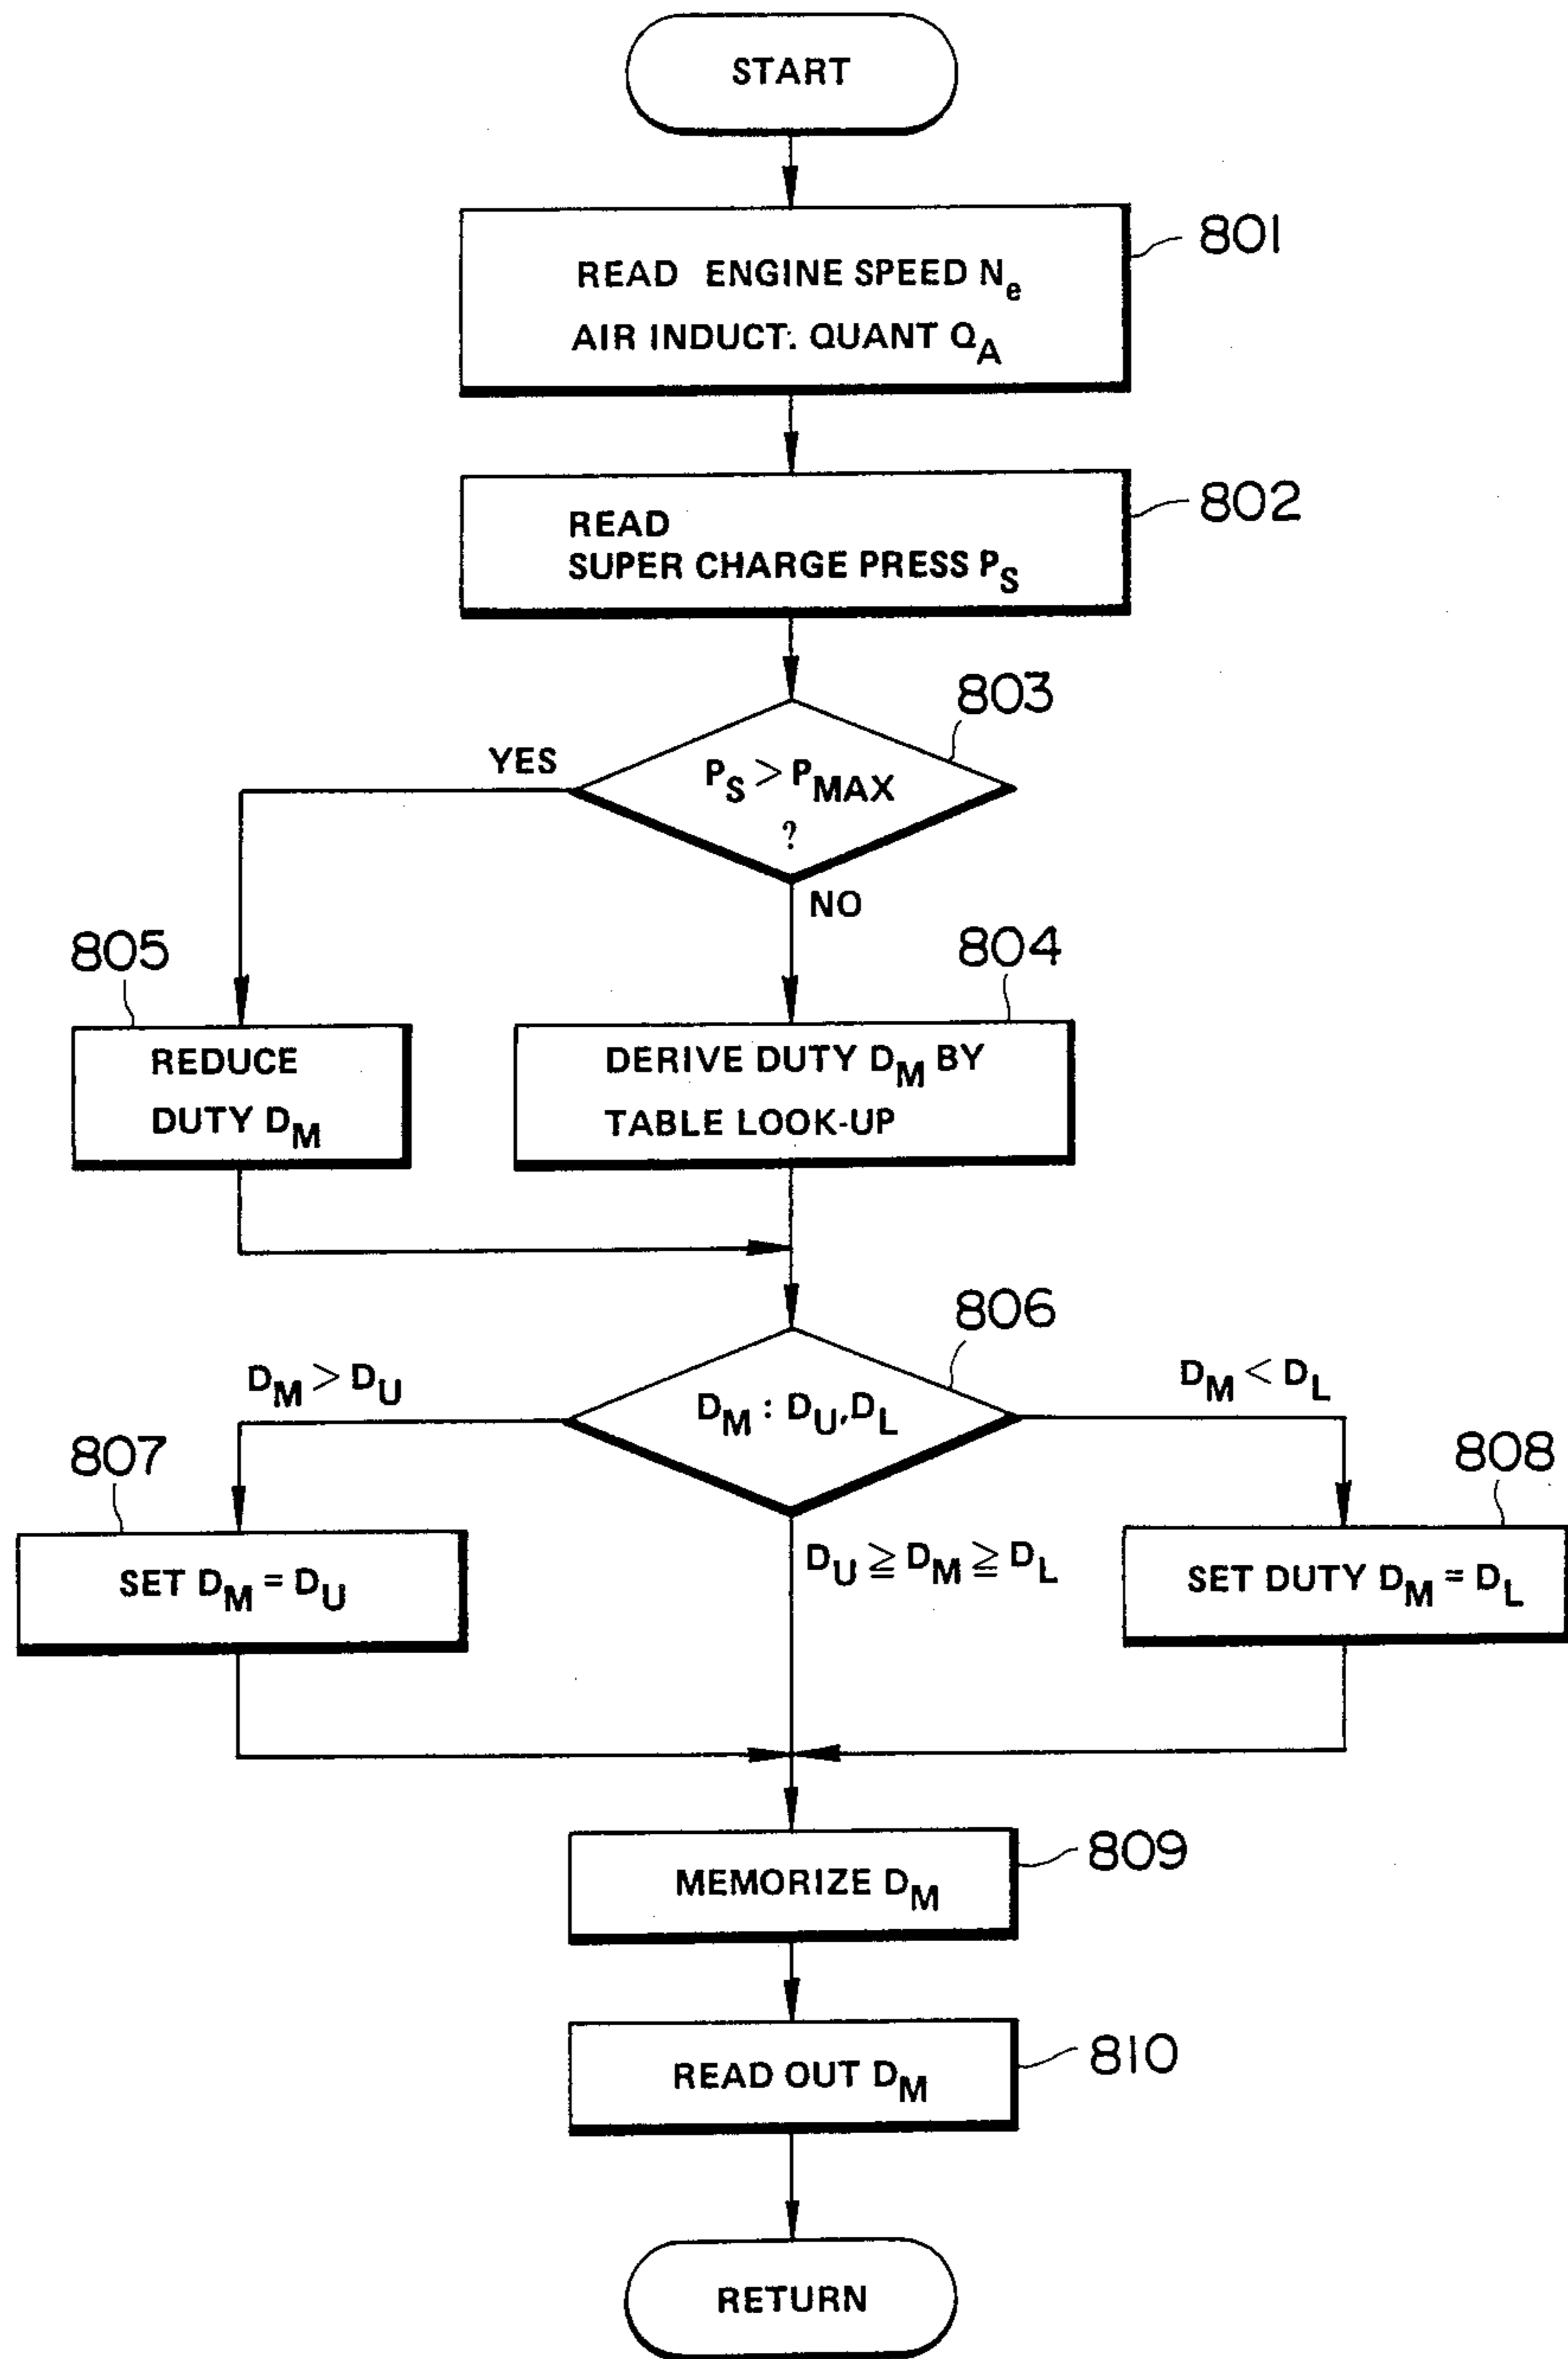 START
801
READ ENGINE SPEED Ne
AIR INDUCT. QUANT QA
802
READ
SUPER CHARGE PRESS PS
803
YES
PS > PMAX
?
NO
805
804
REDUCE
DUTY DM
DERIVE DUTY DM BY
TABLE LOOK-UP
806
DM > DU
DM : DU, DL
DM < DL
807
808
SET DM = DU
DU ≧ DM ≧ DL
SET DUTY DM = DL
809
MEMORIZE DM
810
READ OUT DM
RETURN